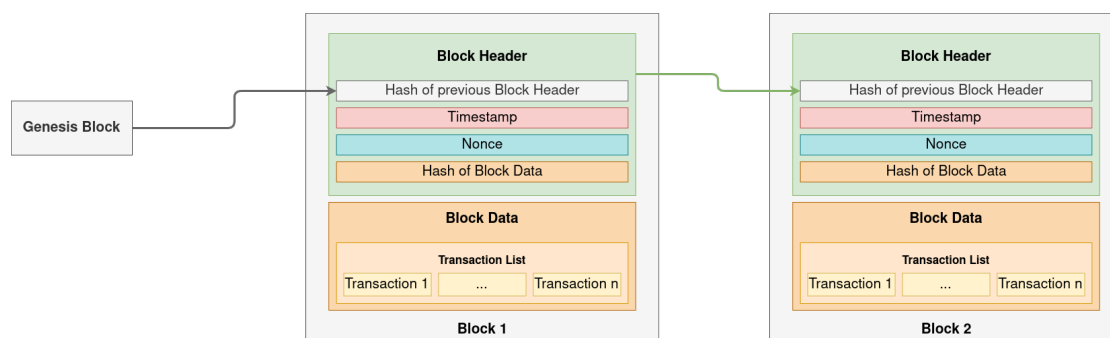 Genesis Block
Block Header
Hash of previous Block Header
Timestamp
Nonce
Hash of Block Data
Block Data
Transaction List
Transaction 1
...
Transaction n
Block 1
Block Header
Hash of previous Block Header
Timestamp
Nonce
Hash of Block Data
Block Data
Transaction List
Transaction 1
...
Transaction n
Block 2